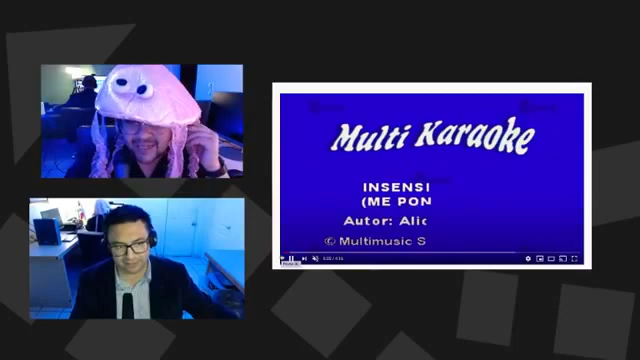 Multi Karaoke
INSENSI
(ME PON
Autor: Alic
© Multimusic S